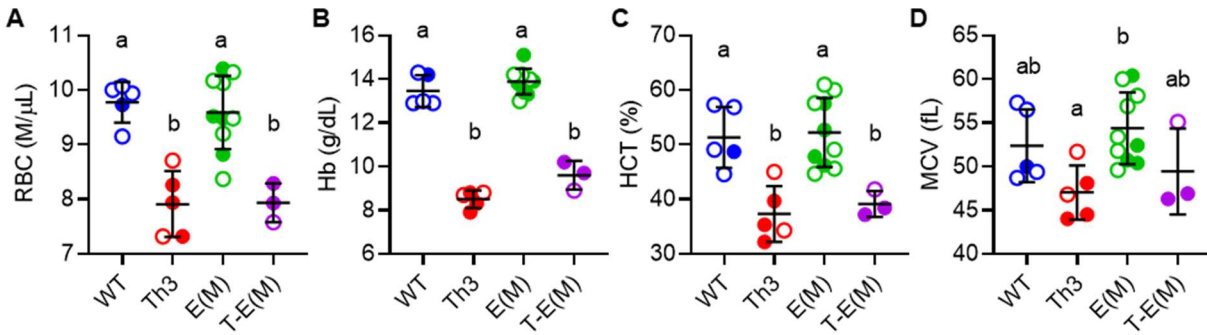 A
RBC (M/μL)
11
10
9
8
7
a
b
a
b
WT
Th3
E(M)
T-E(M)
B
Hb (g/dL)
16
14
12
10
8
6
a
b
a
b
WT
Th3
E(M)
T-E(M)
C
HCT (%)
70
60
50
40
30
a
b
a
b
WT
Th3
E(M)
T-E(M)
D
MCV (fL)
65
60
55
50
45
40
ab
a
b
ab
WT
Th3
E(M)
T-E(M)